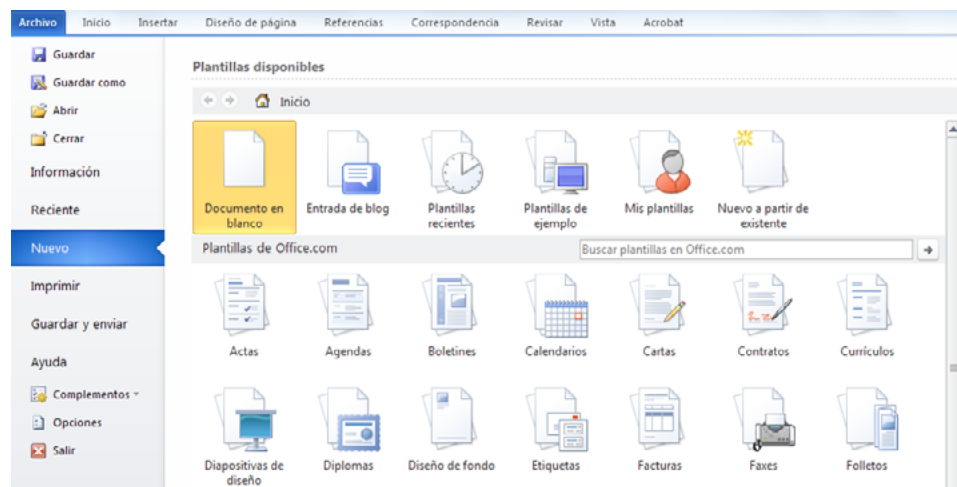 Archivo Inicio Insertar Diseño de página Referencias Correspondencia Revisar Vista Acrobat
Guardar
Guardar como
Abrir
Cerrar
Información
Reciente
Nuevo
Imprimir
Guardar y enviar
Ayuda
Complementos
Opciones
Salir
Plantillas disponibles
Inicio
Documento en
blanco
Entrada de blog
Plantillas
recientes
Plantillas de
ejemplo
Mis plantillas
Nuevo a partir de
existente
Plantillas de Office.com
Buscar plantillas en Office.com
Actas
Agendas
Boletines
Calendarios
Cartas
Contratos
Currículos
Diapositivas de
diseño
Diplomas
Diseño de fondo
Etiquetas
Facturas
Faxes
Folletos